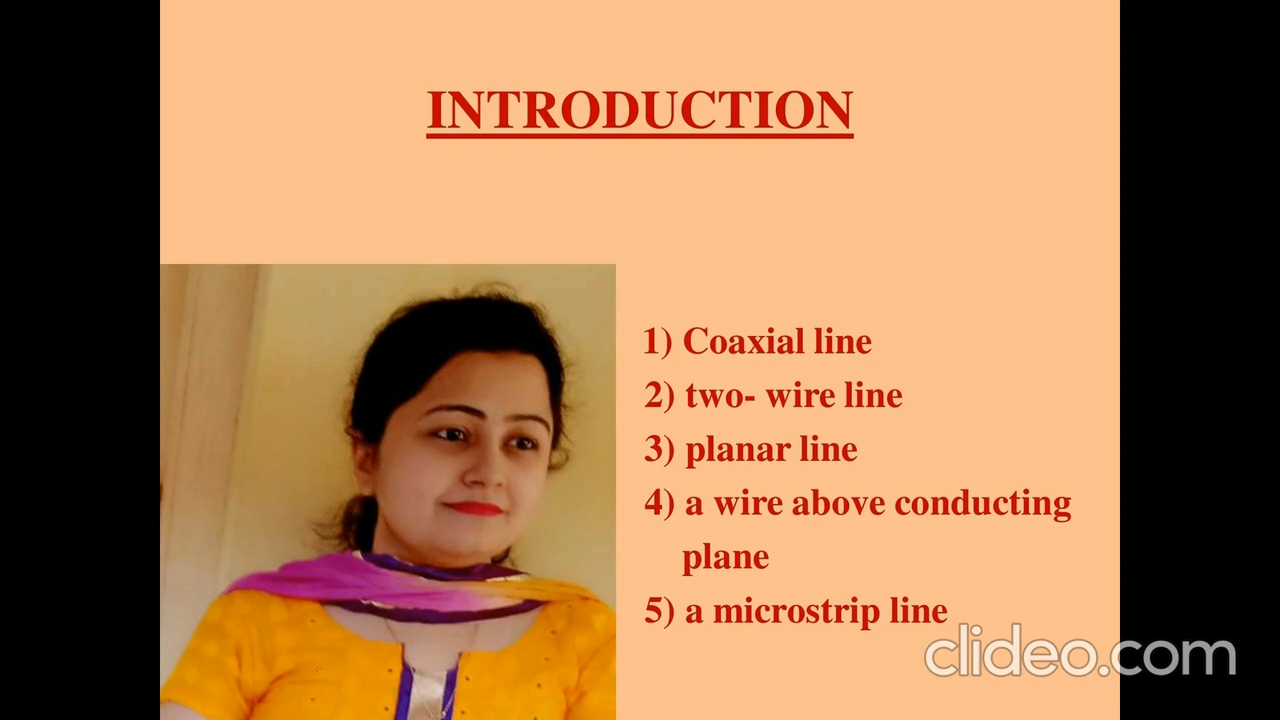 INTRODUCTION
1) Coaxial line
2) two- wire line
3) planar line
4) a wire above conducting
plane
5) a microstrip line
clideo.com